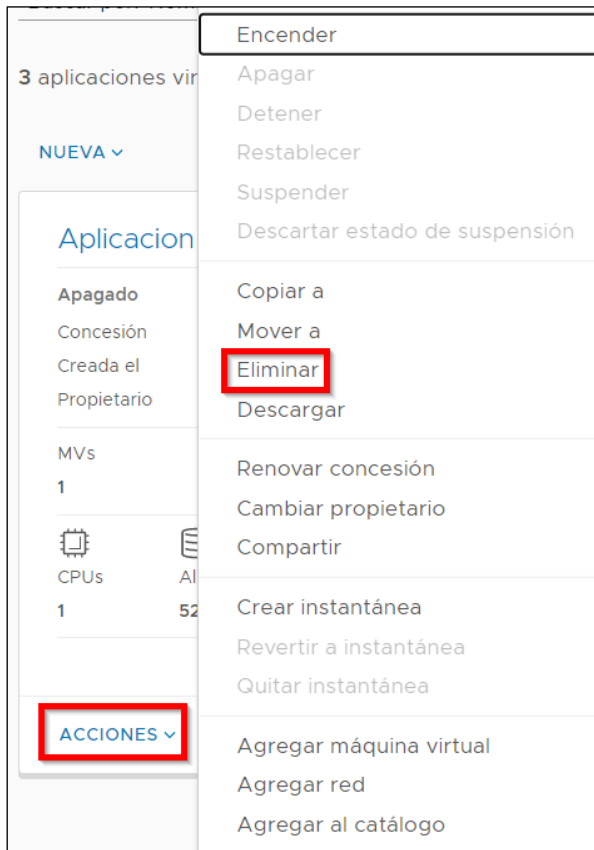 Encender
3 aplicaciones vir
Apagar
Detener
NUEVA
Restablecer
Suspender
Aplicacion
Descartar estado de suspensión
Apagado
Copiar a
Concesión
Mover a
Creada el
Eliminar
Propietario
Descargar
MVs
1
Renovar concesión
Cambiar propietario
Compartir
CPUs
Al
1
52
Crear instantánea
Revertir a instantánea
Quitar instantánea
ACCIONES
Agregar máquina virtual
Agregar red
Agregar al catálogo